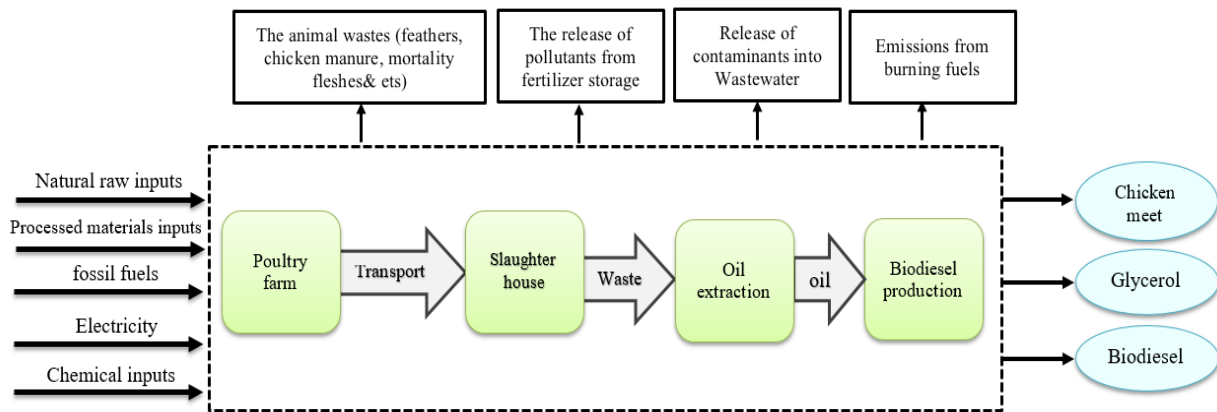 The animal wastes (feathers,
chicken manure, mortality
fleshes& ets)
The release of
pollutants from
fertilizer storage
Release of
contaminants into
Wastewater
Emissions from
burning fuels
Natural raw inputs
Processed materials inputs
fossil fuels
Electricity
Chemical inputs
Poultry
farm
Transport
Slaughter
house
Waste
Oil
extraction
oil
Biodiesel
production
Chicken
meet
Glycerol
Biodiesel